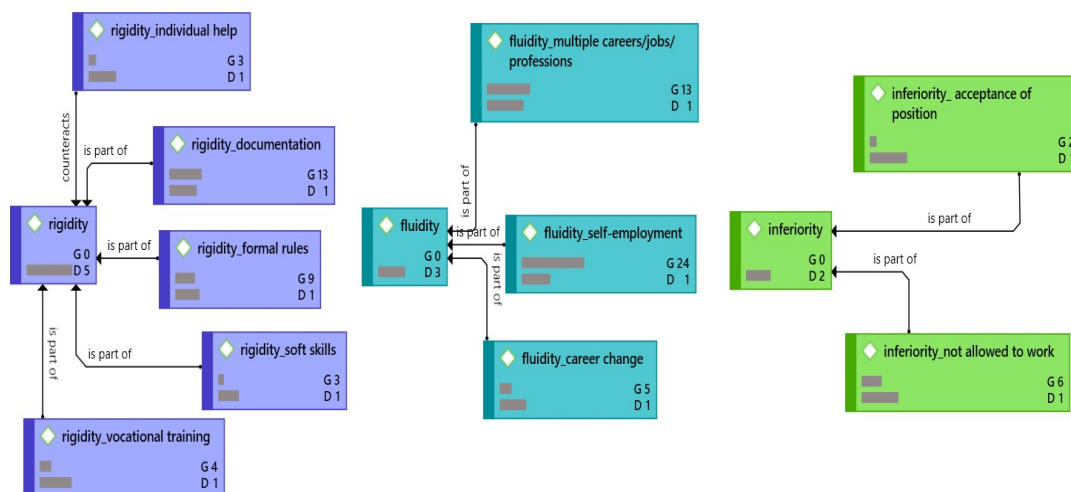 rigidity_individual help
G 3
D 1
counteracts
rigidity_documentation
G 13
D 1
is part of
rigidity
G 0
D 5
rigidity_formal rules
G 9
D 1
is part of
rigidity_soft skills
G 3
D 1
is part of
rigidity_vocational training
G 4
D 1
is part of
fluidity_multiple careers/jobs/
professions
G 13
D 1
is part of
fluidity
G 0
D 3
fluidity_self-employment
G 24
D 1
is part of
fluidity_career change
G 5
D 1
is part of
inferiority_ acceptance of
position
G 2
D 1
is part of
inferiority
G 0
D 2
inferiority_not allowed to work
G 6
D 1
is part of